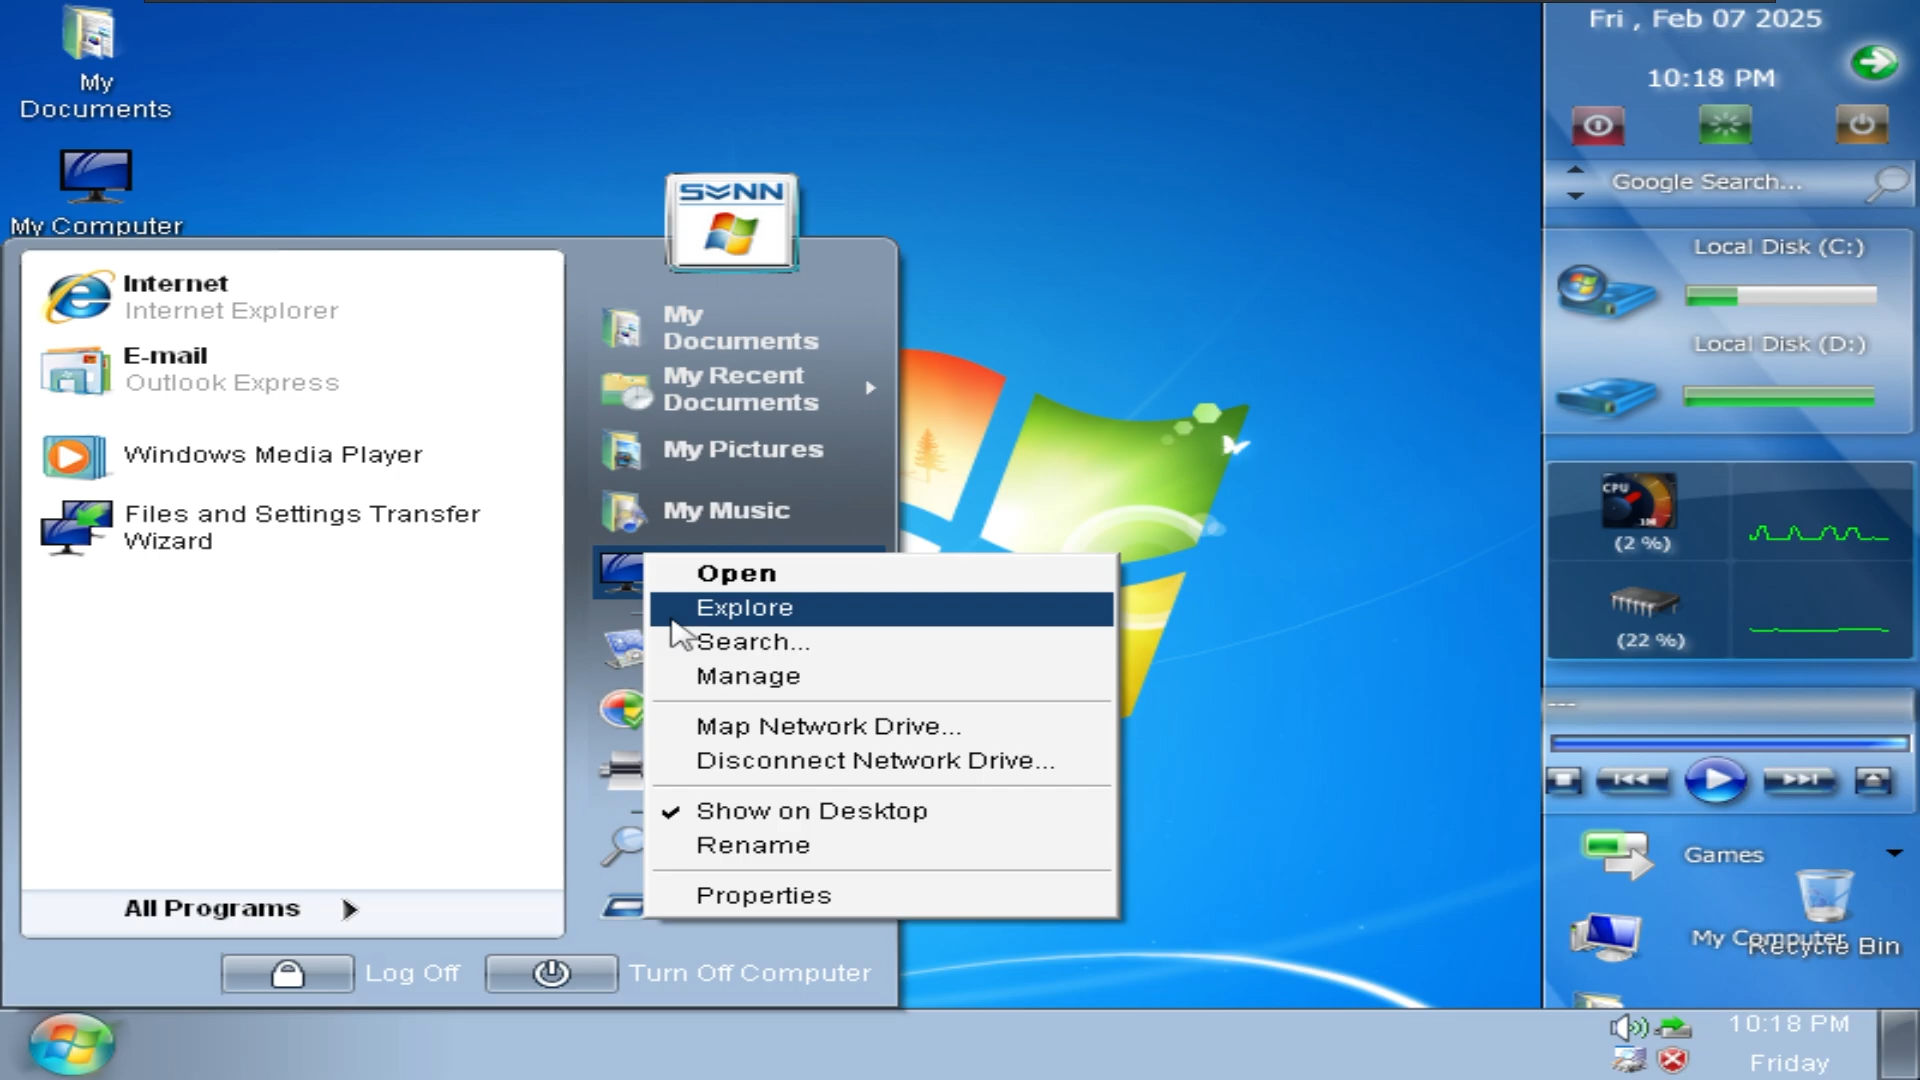 My
Documents
My Computer
SVNN
Internet
Internet Explorer
E-mail
Outlook Express
Windows Media Player
Files and Settings Transfer
Wizard
All Programs
My
Documents
My Recent
Documents
My Pictures
My Music
Open
Explore
Search...
Manage
Map Network Drive...
Disconnect Network Drive...
Show on Desktop
Rename
Properties
Log Off
Turn Off Computer
Fri , Feb 07 2025
10:18 PM
Google Search...
Local Disk (C:)
Local Disk (D:)
CPU
(2 %)
(22 %)
---
Games
My Computer
Recycle Bin
10:18 PM
Friday